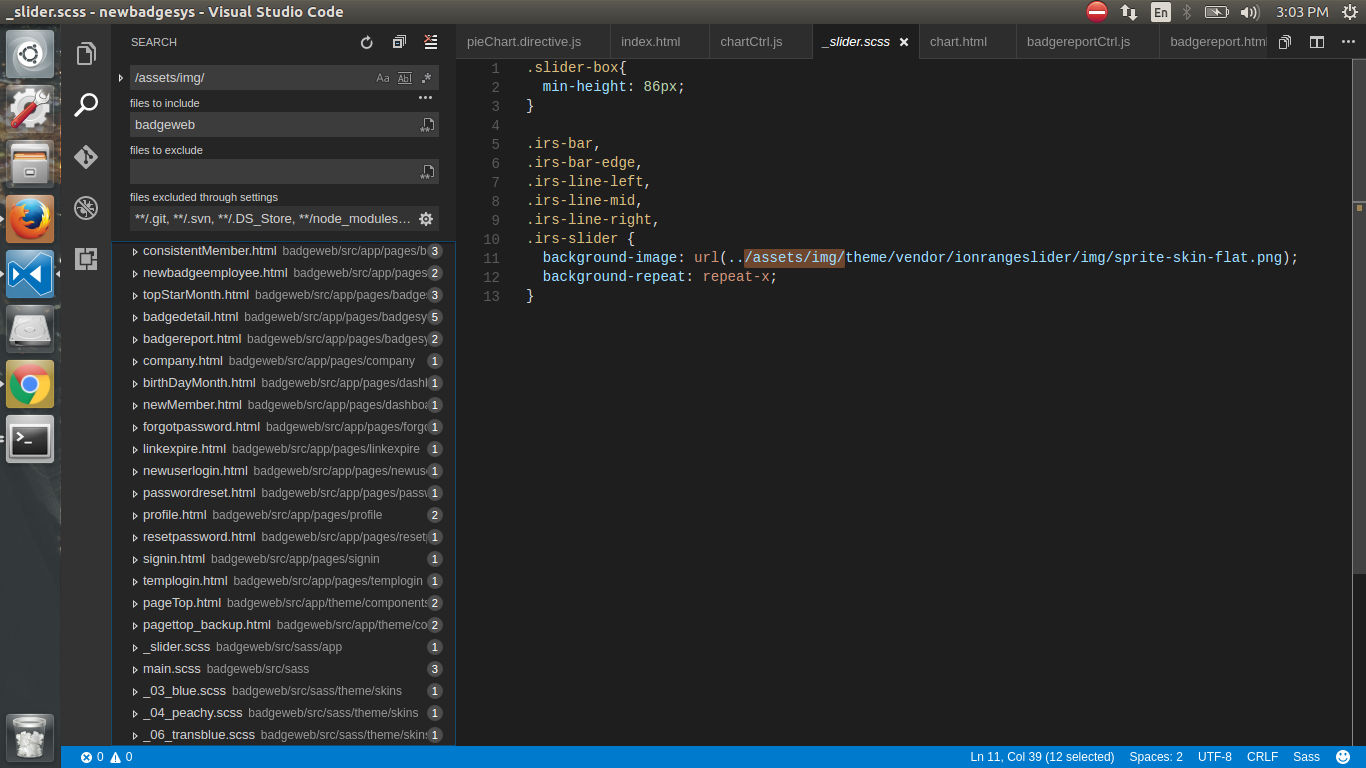 _slider.scss - newbadgesys - Visual Studio Code
En
3:03 PM
SEARCH
/assets/img/
Aa Ab| .*
files to include
badgeweb
files to exclude
files excluded through settings
**/.git, **/.svn, **/.DS_Store, **/node_modules...
consistentMember.html badgeweb/src/app/pages/b 3
newbadgeemployee.html badgeweb/src/app/pages 2
topStarMonth.html badgeweb/src/app/pages/badge 3
badgedetail.html badgeweb/src/app/pages/badgesy 5
badgereport.html badgeweb/src/app/pages/badgesy 2
company.html badgeweb/src/app/pages/company 1
birthDayMonth.html badgeweb/src/app/pages/dashl 1
newMember.html badgeweb/src/app/pages/dashboa 1
forgotpassword.html badgeweb/src/app/pages/forgo 1
linkexpire.html badgeweb/src/app/pages/linkexpire 1
newuserlogin.html badgeweb/src/app/pages/newuse 1
passwordreset.html badgeweb/src/app/pages/passw 1
profile.html badgeweb/src/app/pages/profile 2
resetpassword.html badgeweb/src/app/pages/reset 1
signin.html badgeweb/src/app/pages/signin 1
templogin.html badgeweb/src/app/pages/templogin 1
pageTop.html badgeweb/src/app/theme/components 2
pagettop_backup.html badgeweb/src/app/theme/co 2
_slider.scss badgeweb/src/sass/app 1
main.scss badgeweb/src/sass 3
_03_blue.scss badgeweb/src/sass/theme/skins 1
_04_peachy.scss badgeweb/src/sass/theme/skins 1
_06_transblue.scss badgeweb/src/sass/theme/skins 1
pieChart.directive.js index.html chartCtrl.js _slider.scss chart.html badgereportCtrl.js badgereport.html
1 .slider-box{
2 min-height: 86px;
3 }
4
5 .irs-bar,
6 .irs-bar-edge,
7 .irs-line-left,
8 .irs-line-mid,
9 .irs-line-right,
10 .irs-slider {
11 background-image: url(../assets/img/theme/vendor/ionrangeslider/img/sprite-skin-flat.png);
12 background-repeat: repeat-x;
13 }
0 0 Ln 11, Col 39 (12 selected) Spaces: 2 UTF-8 CRLF Sass